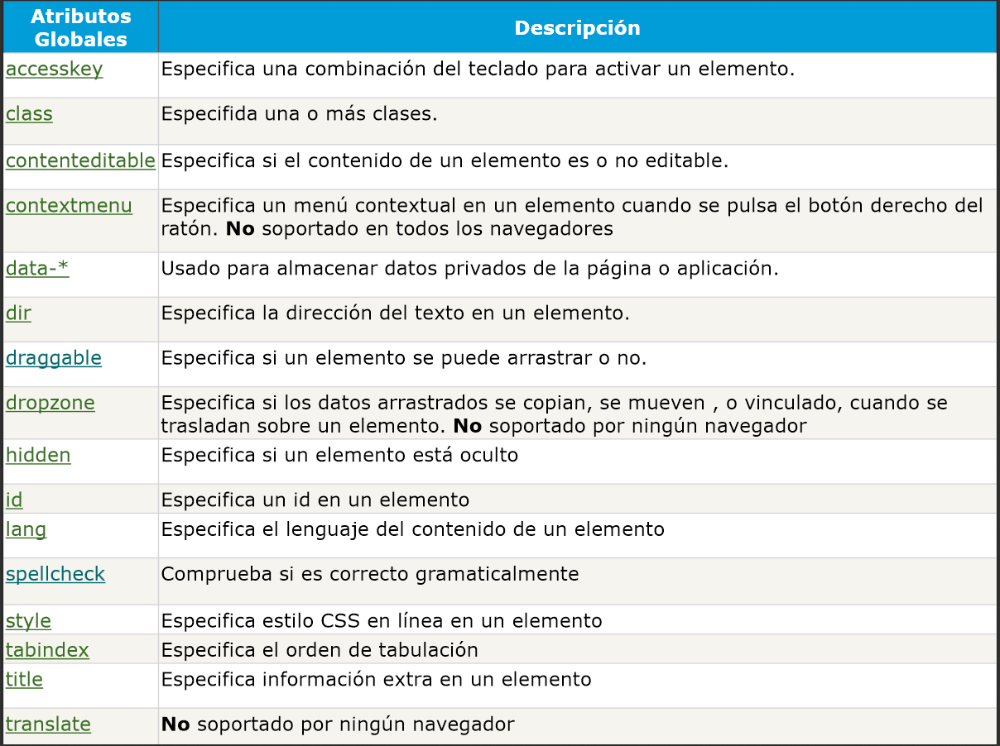 Atributos
Globales
Descripción
accesskey
Especifica una combinación del teclado para activar un elemento.
class
Especifida una o más clases.
contenteditable
Especifica si el contenido de un elemento es o no editable.
contextmenu
Especifica un menú contextual en un elemento cuando se pulsa el botón derecho del
ratón. No soportado en todos los navegadores
data-*
Usado para almacenar datos privados de la página o aplicación.
dir
Especifica la dirección del texto en un elemento.
draggable
Especifica si un elemento se puede arrastrar o no.
dropzone
Especifica si los datos arrastrados se copian, se mueven , o vinculado, cuando se
trasladan sobre un elemento. No soportado por ningún navegador
hidden
Especifica si un elemento está oculto
id
Especifica un id en un elemento
lang
Especifica el lenguaje del contenido de un elemento
spellcheck
Comprueba si es correcto gramaticalmente
style
Especifica estilo CSS en línea en un elemento
tabindex
Especifica el orden de tabulación
title
Especifica información extra en un elemento
translate
No soportado por ningún navegador